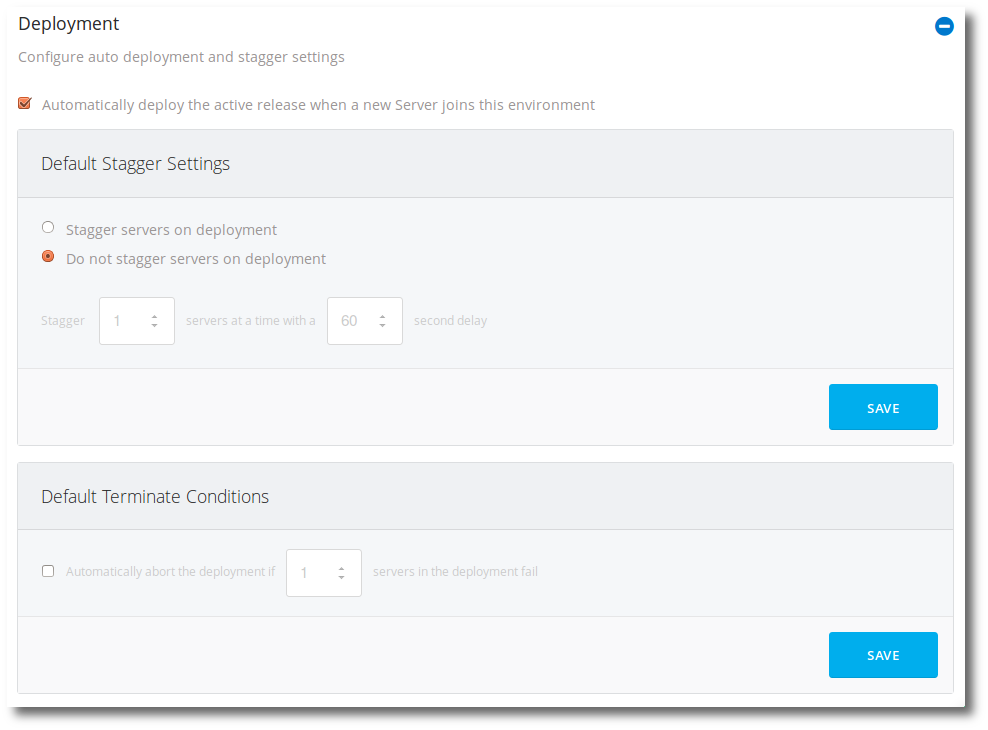 Deployment
Configure auto deployment and stagger settings
Automatically deploy the active release when a new Server joins this environment
Default Stagger Settings
Stagger servers on deployment
Do not stagger servers on deployment
Stagger 1 servers at a time with a 60 second delay
SAVE
Default Terminate Conditions
Automatically abort the deployment if 1 servers in the deployment fail
SAVE